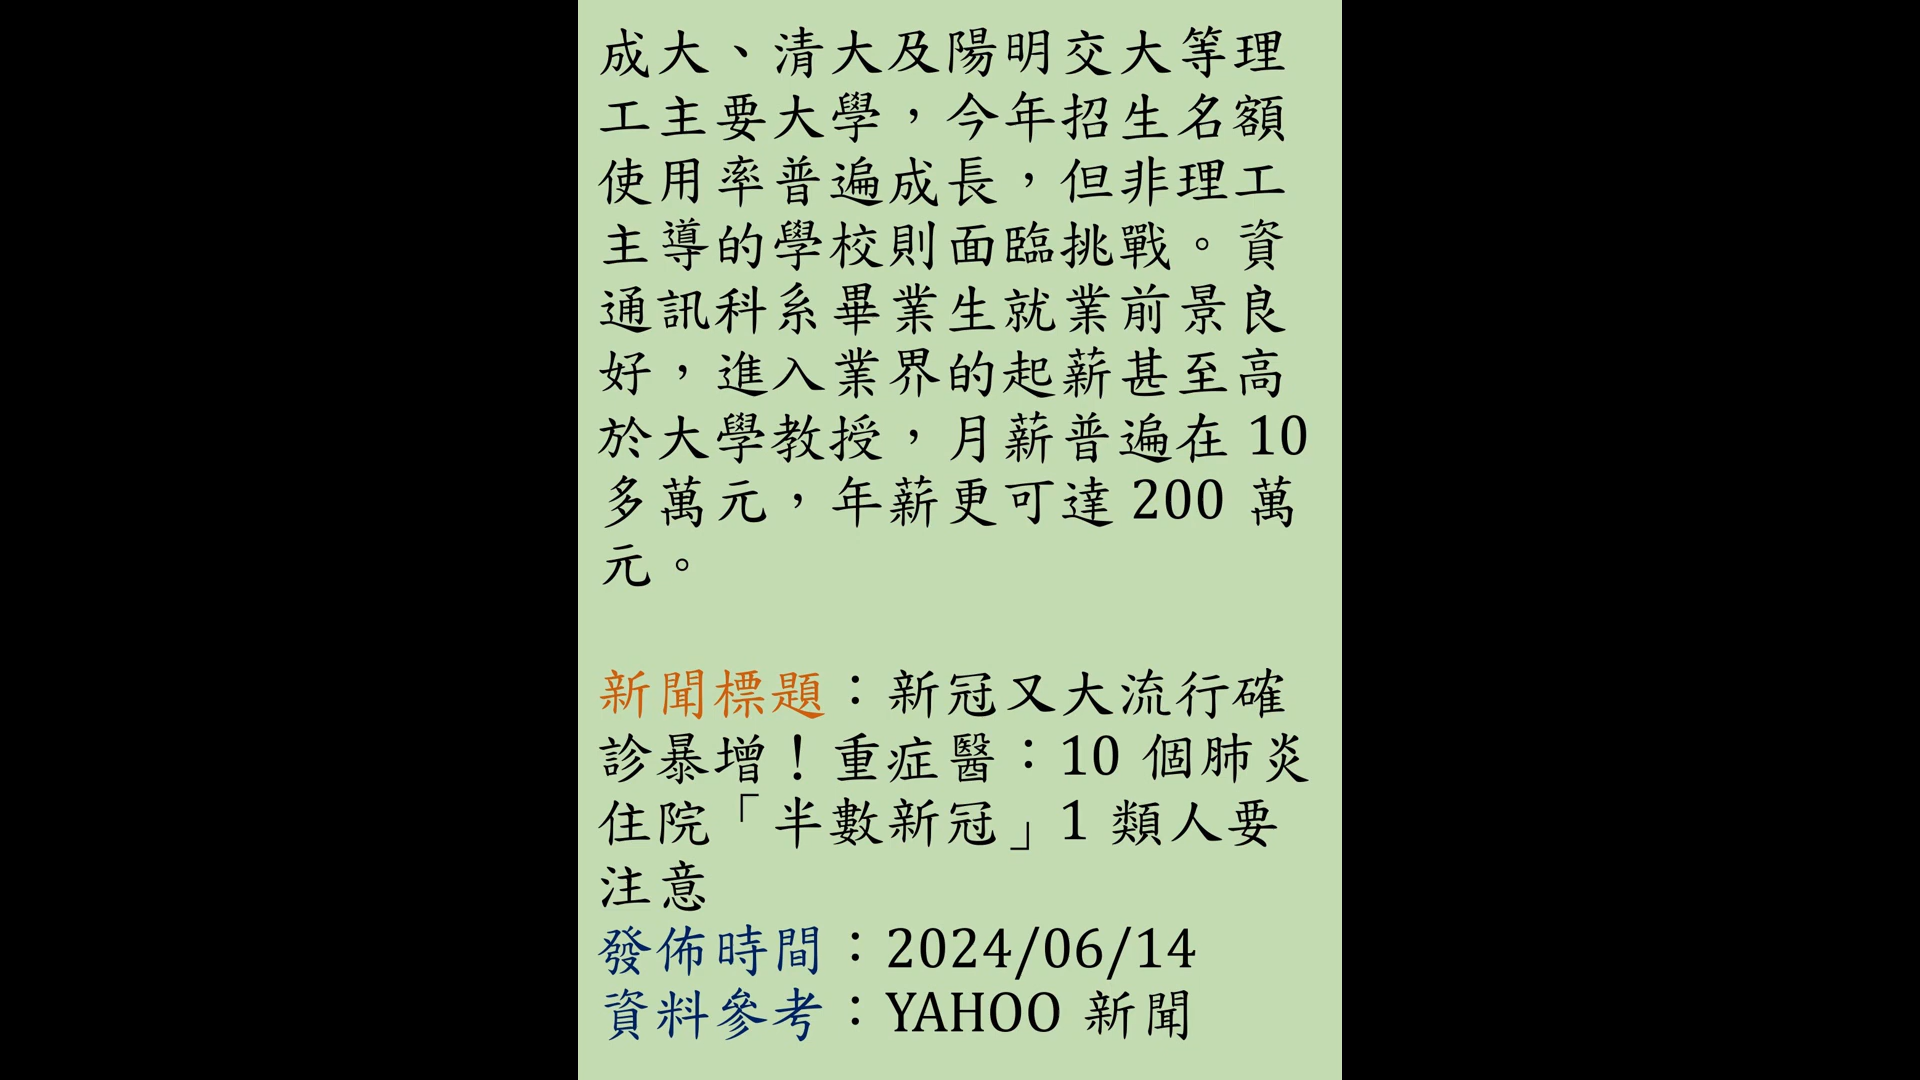 成大、清大及陽明交大等理
工主要大學，今年招生名額
使用率普遍成長，但非理工
主導的學校則面臨挑戰。資
通訊科系畢業生就業前景良
好，進入業界的起薪甚至高
於大學教授，月薪普遍在 10
多萬元，年薪更可達 200 萬
元。
新聞標題：新冠又大流行確
診暴增！重症醫：10 個肺炎
住院「半數新冠」1 類人要
注意
發佈時間：2024/06/14
資料參考：YAHOO 新聞